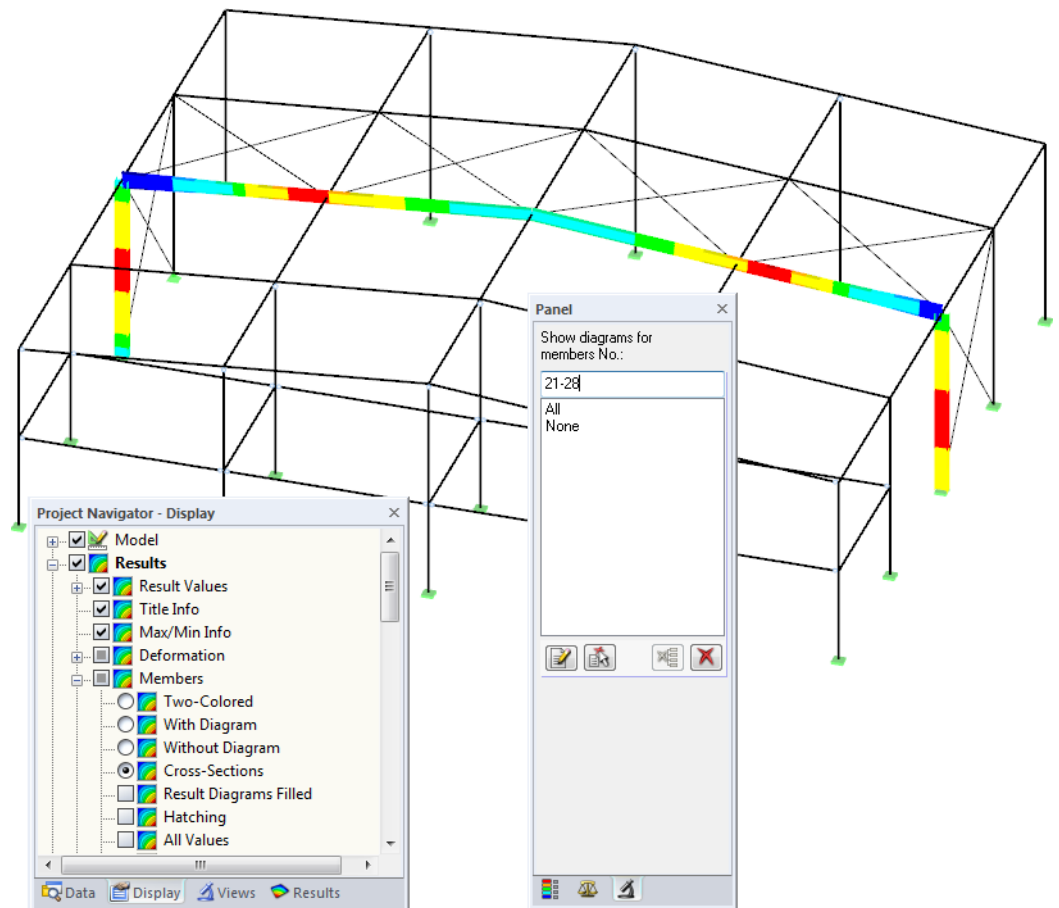 Panel
Show diagrams for
members No.:
21-28
All
None
Project Navigator - Display
Model
Results
Result Values
Title Info
Max/Min Info
Deformation
Members
Two-Colored
With Diagram
Without Diagram
Cross-Sections
Result Diagrams Filled
Hatching
All Values
Data Display Views Results